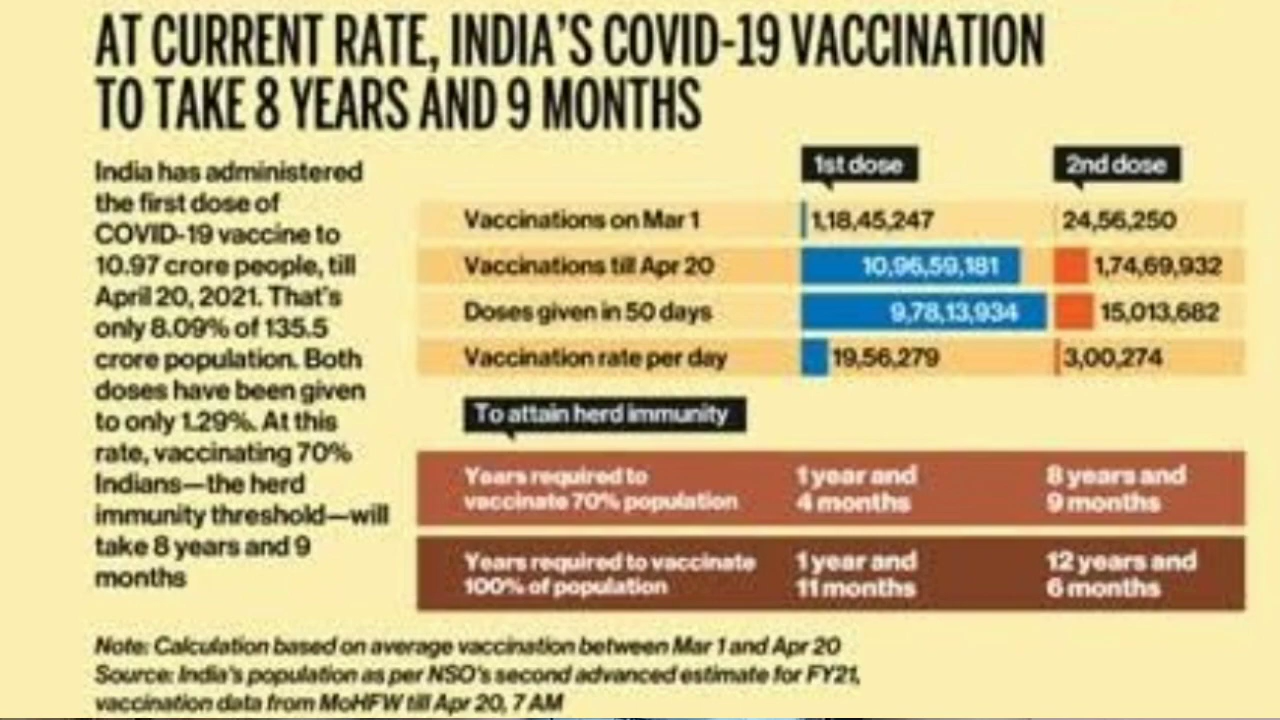 AT CURRENT RATE, INDIA'S COVID-19 VACCINATION
TO TAKE 8 YEARS AND 9 MONTHS
India has administered
the first dose of
COVID-19 vaccine to
10.97 crore people, till
April 20, 2021. That's
only 8.09% of 135.5
crore population. Both
doses have been given
to only 1.29%. At this
rate, vaccinating 70%
Indians—the herd
immunity threshold—will
take 8 years and 9
months
1st dose 2nd dose
Vaccinations on Mar 1 1,18,45,247 24,56,250
Vaccinations till Apr 20 10,96,59,181 1,74,69,932
Doses given in 50 days 9,78,13,934 15,013,682
Vaccination rate per day 19,56,279 3,00,274
To attain herd immunity
Years required to 1 year and 8 years and
vaccinate 70% population 4 months 9 months
Years required to vaccinate 1 year and 12 years and
100% of population 11 months 6 months
Note: Calculation based on average vaccination between Mar 1 and Apr 20
Source: India's population as per NSO's second advanced estimate for FY21,
vaccination data from MoHFW till Apr 20, 7 AM